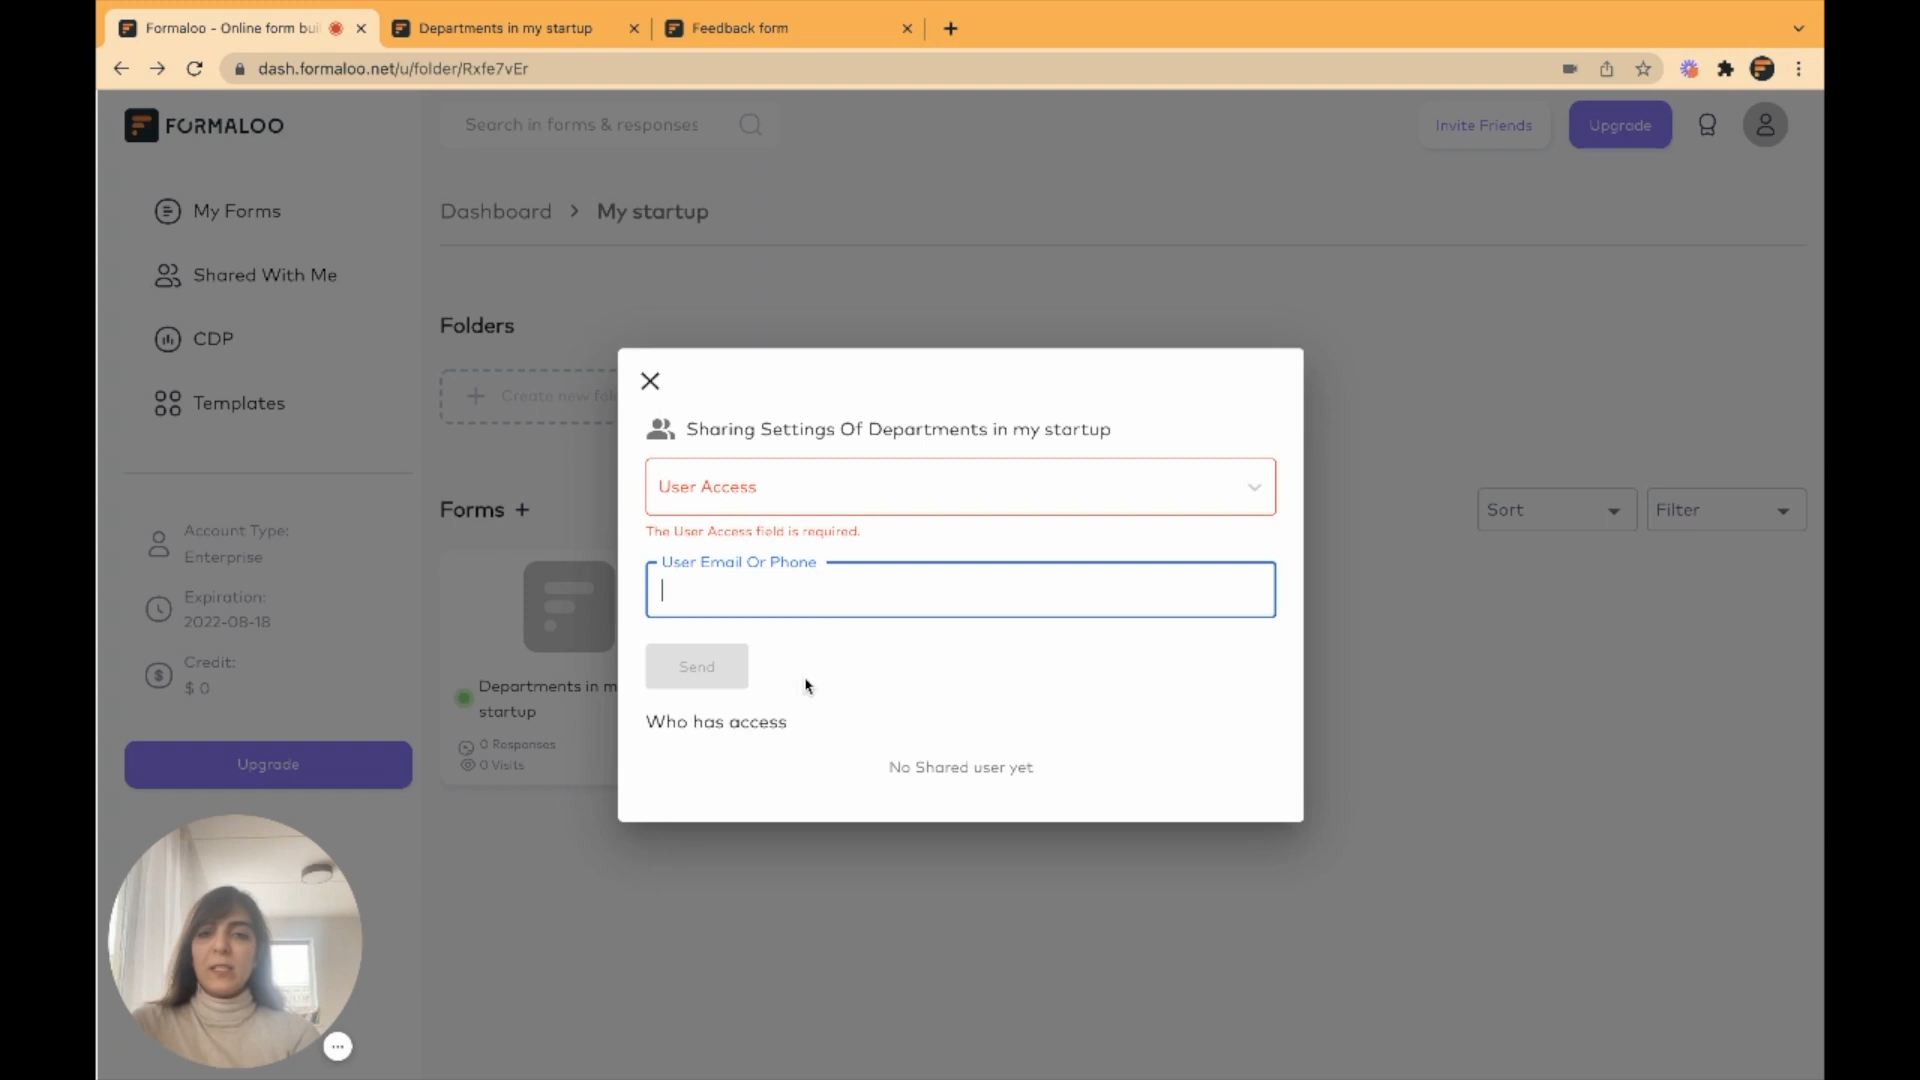 Formaloo - Online form bui
Departments in my startup
Feedback form
dash.formaloo.net/u/folder/Rxfe7vEr
FORMALOO
Search in forms & responses
Invite Friends
Upgrade
My Forms
Shared With Me
CDP
Templates
Dashboard > My startup
Folders
+ Create new fol
Sharing Settings Of Departments in my startup
User Access
The User Access field is required.
User Email Or Phone
Send
Who has access
No Shared user yet
Forms +
Sort
Filter
Departments in m
startup
0 Responses
0 Visits
Account Type:
Enterprise
Expiration:
2022-08-18
Credit:
$ 0
Upgrade